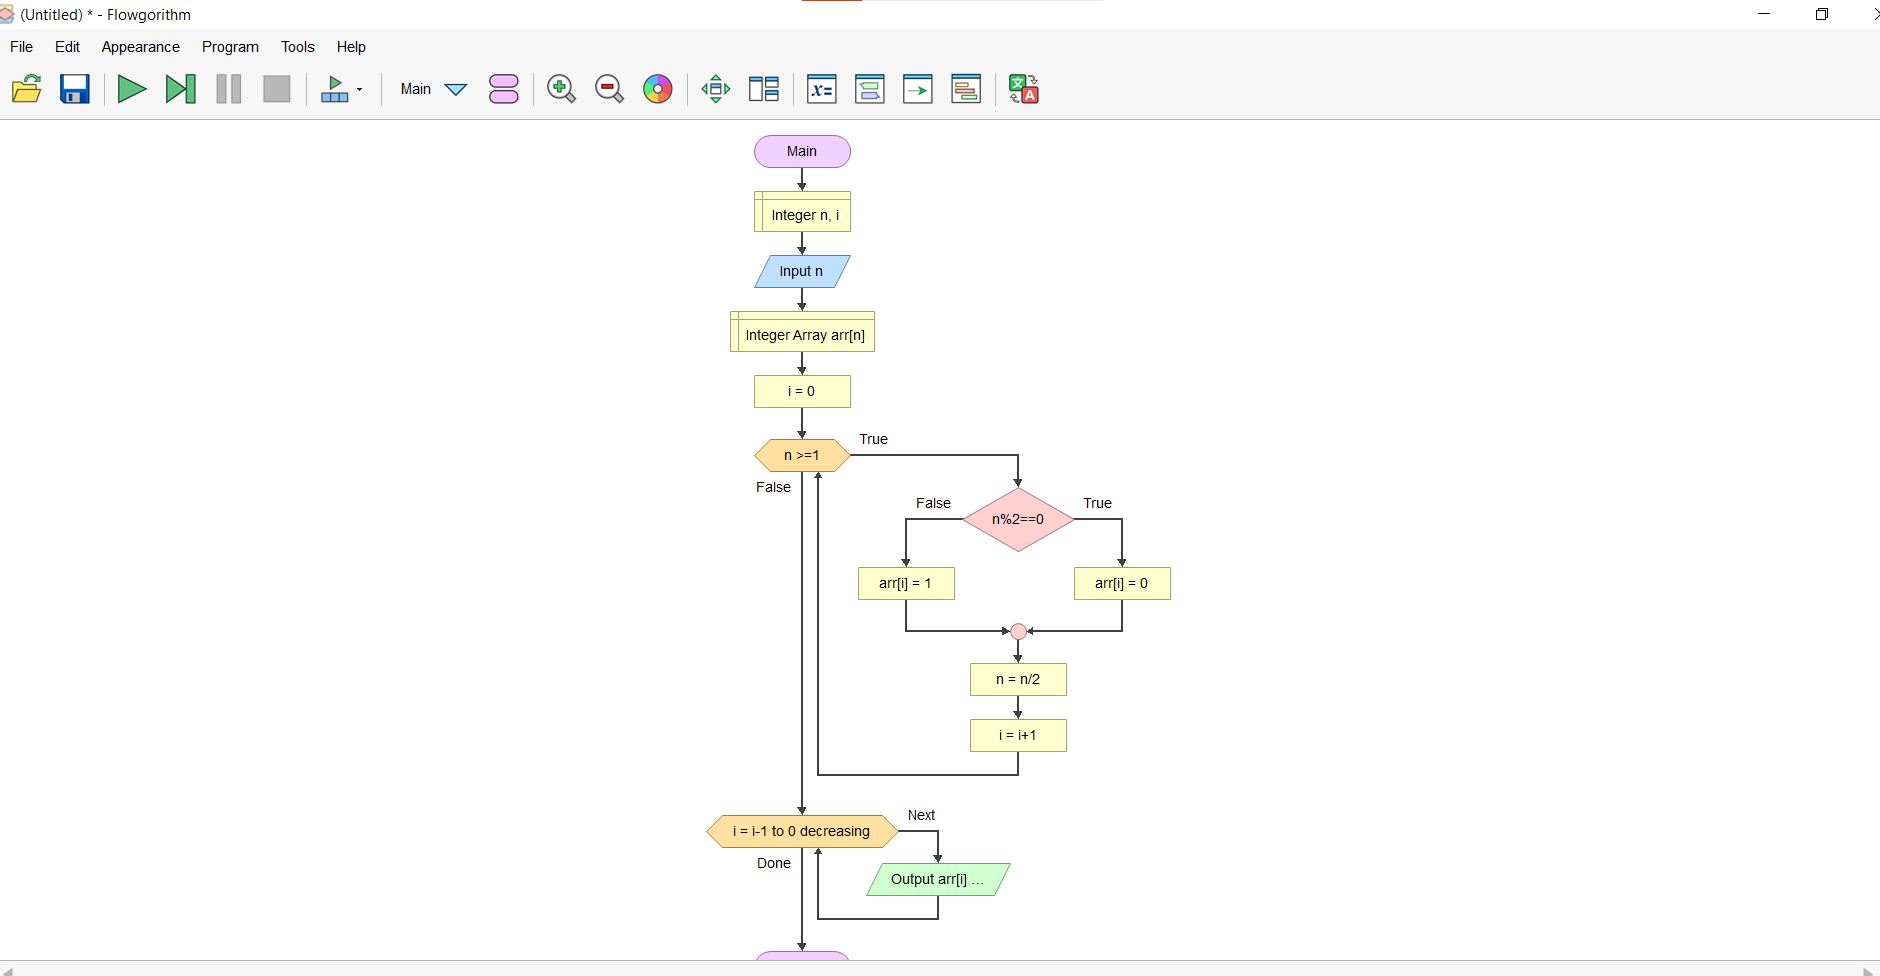 (Untitled) * - Flowgorithm
File Edit Appearance Program Tools Help
Main
x=
文
A
Main
Integer n, i
Input n
Integer Array arr[n]
i = 0
n >=1
True
False
n%2==0
False
True
arr[i] = 1
arr[i] = 0
n = n/2
i = i+1
i = i-1 to 0 decreasing
Next
Done
Output arr[i] ...